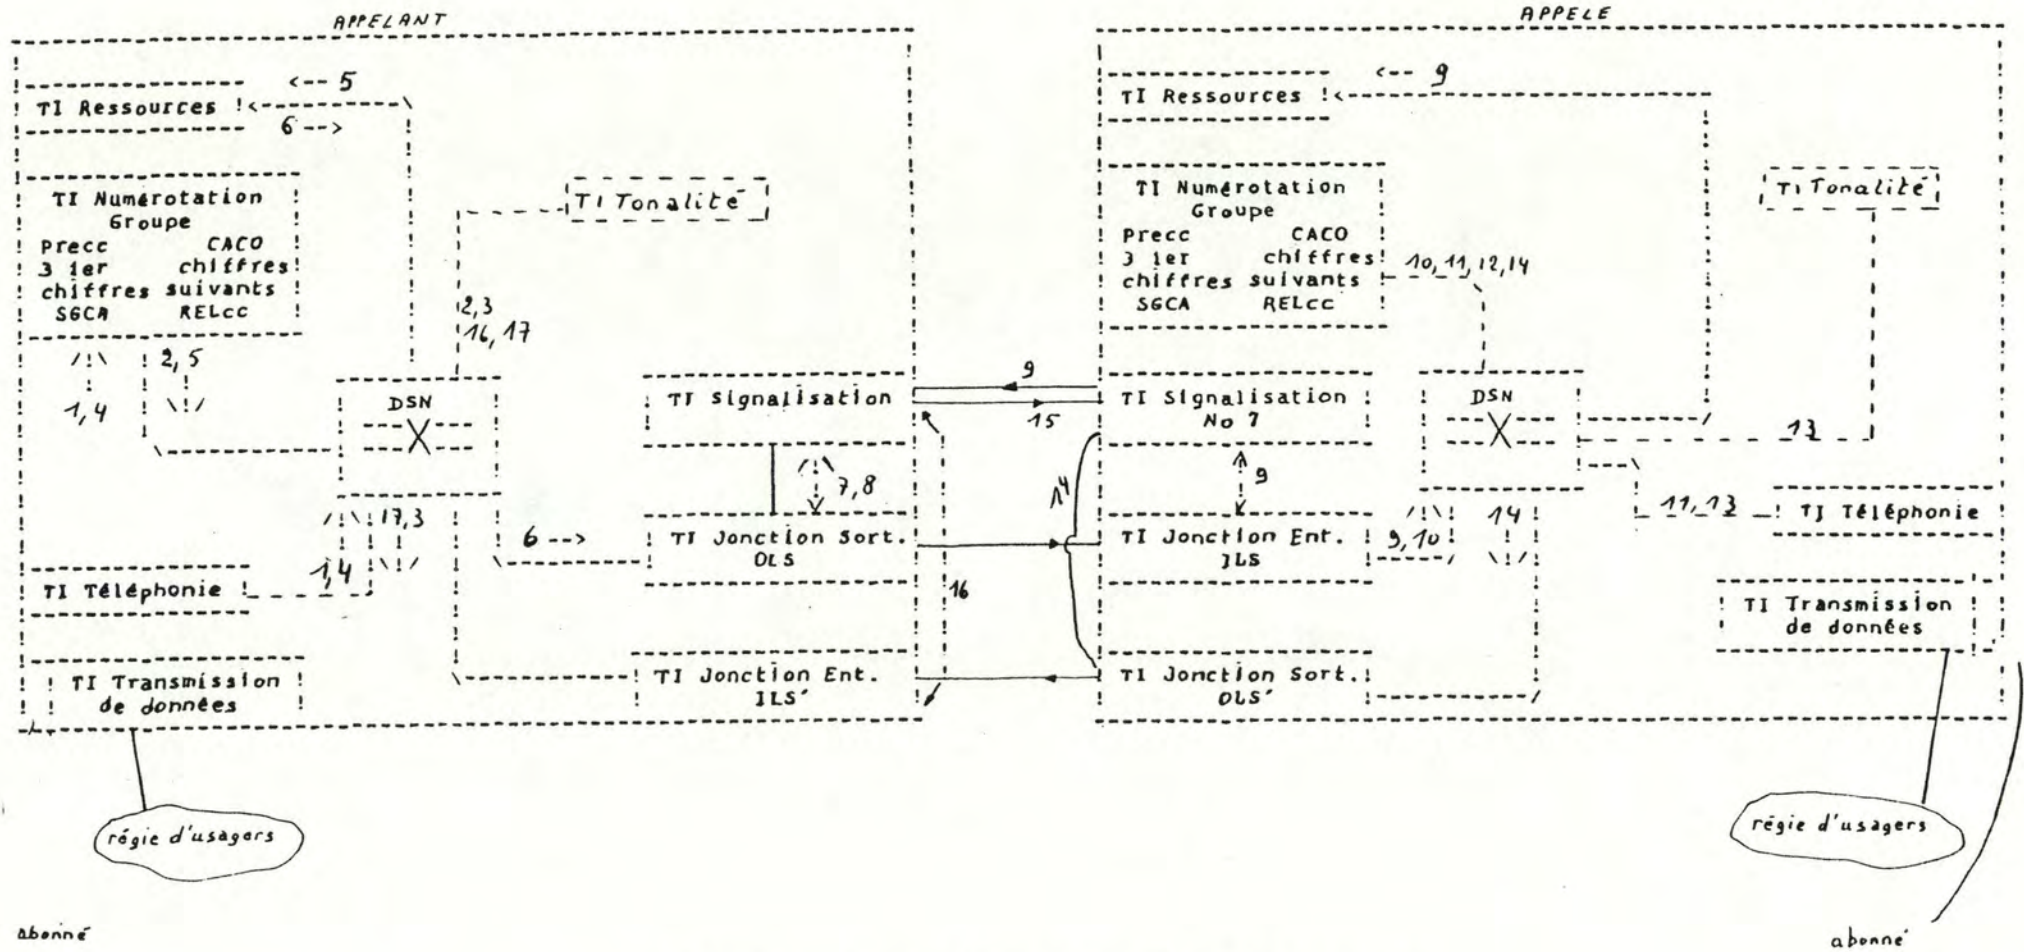 APPELANT
<-- 5
TI Ressources
6 -->
TI Numérotation
Groupe
Precc CACO
3 1er chiffres
chiffres suivants
SGCA RELcc
TI Tonalité
2,3
16,17
1,4
2,5
DSN
X
TI Signalisation
7,8
17,3
6 -->
TI Jonction Sort.
OLS
1,4
TI Téléphonie
TI Transmission
de données
TI Jonction Ent.
ILS'
régie d'usagers
abonné
9
15
16
14
APPELE
<-- 9
TI Ressources
TI Numérotation
Groupe
Precc CACO
3 1er chiffres
chiffres suivants
SGCA RELcc
10,11,12,14
TI Tonalité
TI Signalisation
No 7
DSN
X
13
9
TI Jonction Ent.
ILS
9,10
14
11,13
TI Téléphonie
TI Transmission
de données
TI Jonction Sort.
OLS'
régie d'usagers
abonné